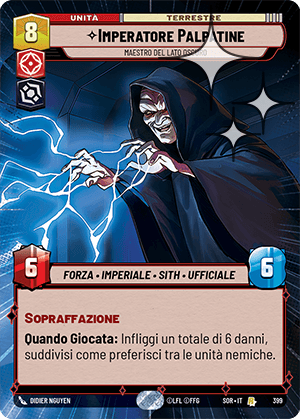 UNITÀ
TERRESTRE
8
✧IMPERATORE PALPATINE
MAESTRO DEL LATO OSCURO
6
FORZA • IMPERIALE • SITH • UFFICIALE
6
SOPRAFFAZIONE
Quando Giocata: Infliggi un totale di 6 danni,
suddivisi come preferisci tra le unità nemiche.
DIDIER NGUYEN
©LFL ©FFG
SOR • IT
399